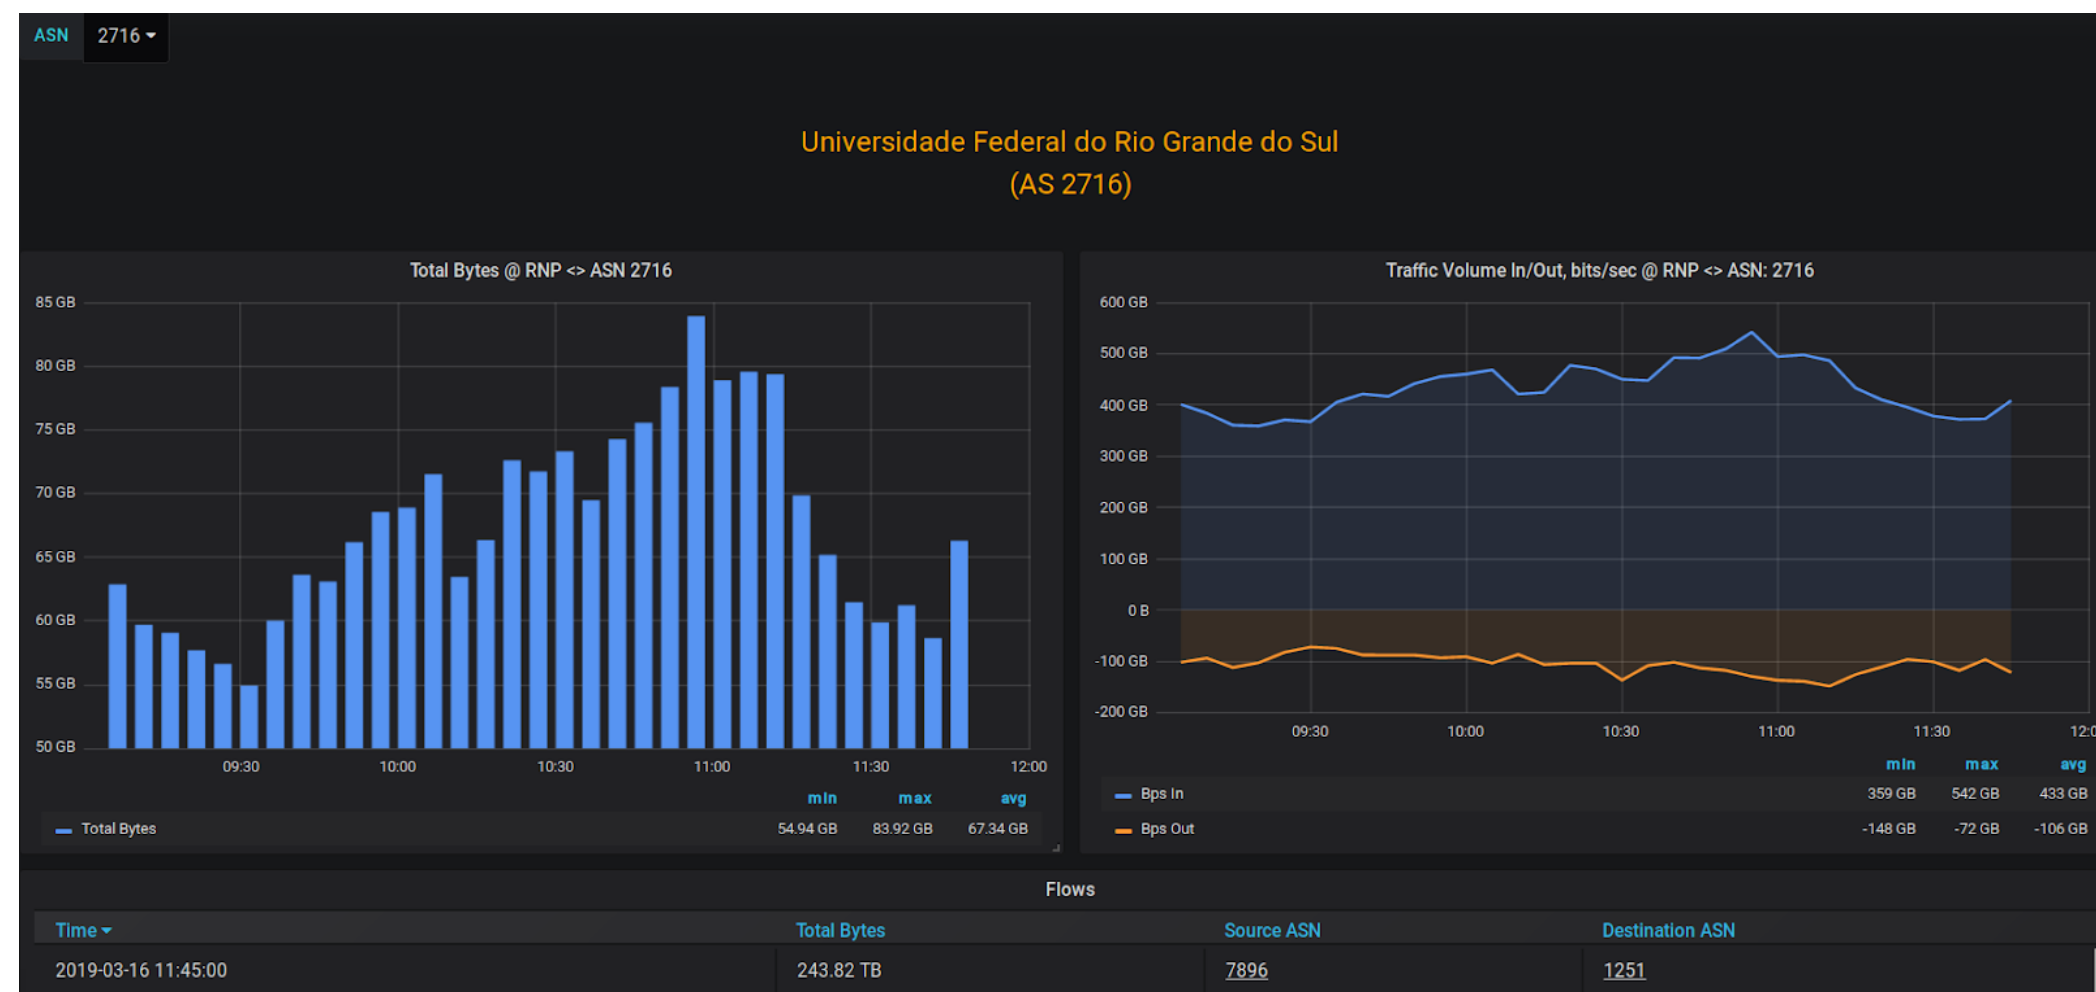 ASN 2716
Universidade Federal do Rio Grande do Sul
(AS 2716)
Total Bytes @ RNP <> ASN 2716
85 GB
80 GB
75 GB
70 GB
65 GB
60 GB
55 GB
50 GB
09:30 10:00 10:30 11:00 11:30 12:00
min max avg
Total Bytes 54.94 GB 83.92 GB 67.34 GB
Traffic Volume In/Out, bits/sec @ RNP <> ASN: 2716
600 GB
500 GB
400 GB
300 GB
200 GB
100 GB
0 B
-100 GB
-200 GB
09:30 10:00 10:30 11:00 11:30 12:0
min max avg
Bps In 359 GB 542 GB 433 GB
Bps Out -148 GB -72 GB -106 GB
Flows
Time Total Bytes Source ASN Destination ASN
2019-03-16 11:45:00 243.82 TB 7896 1251